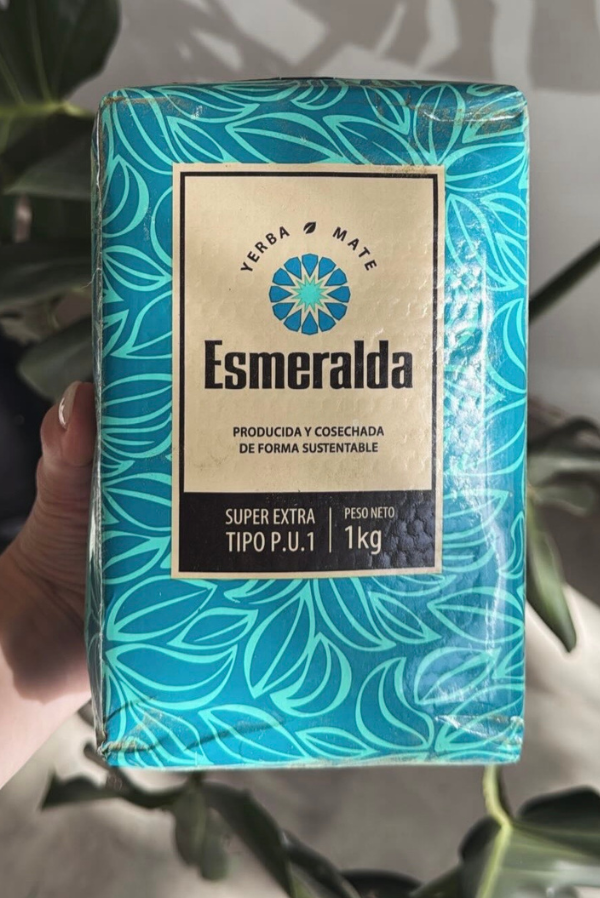 YERBA MATE
Esmeralda
PRODUCIDA Y COSECHADA
DE FORMA SUSTENTABLE
SUPER EXTRA
TIPO P.U.1
PESO NETO
1kg